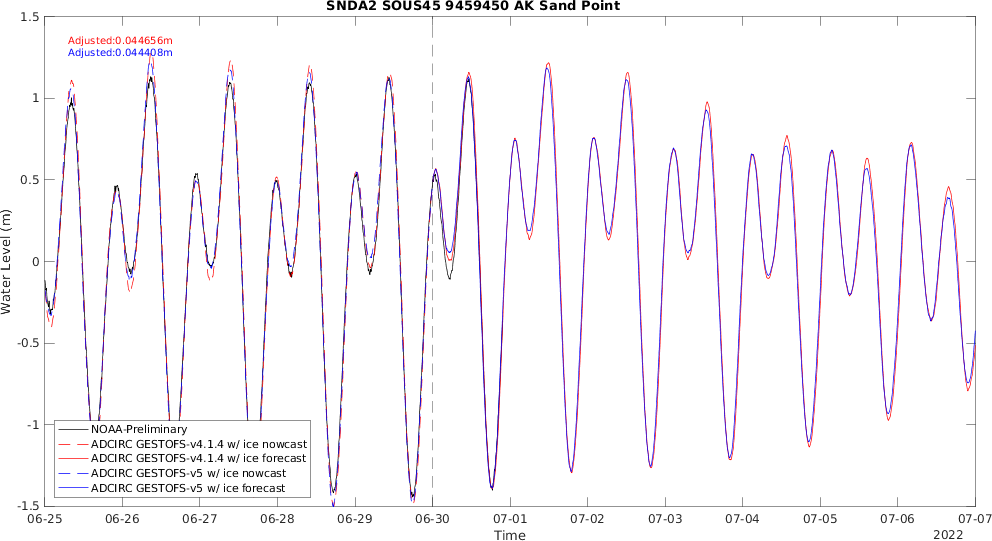 SNDA2 SOUS45 9459450 AK Sand Point
Adjusted:0.044656m
Adjusted:0.044408m
1.5
1
0.5
0
-0.5
-1
-1.5
Water Level (m)
NOAA-Preliminary
ADCIRC GESTOFS-v4.1.4 w/ ice nowcast
ADCIRC GESTOFS-v4.1.4 w/ ice forecast
ADCIRC GESTOFS-v5 w/ ice nowcast
ADCIRC GESTOFS-v5 w/ ice forecast
06-25 06-26 06-27 06-28 06-29 06-30 07-01 07-02 07-03 07-04 07-05 07-06 07-07
Time
2022